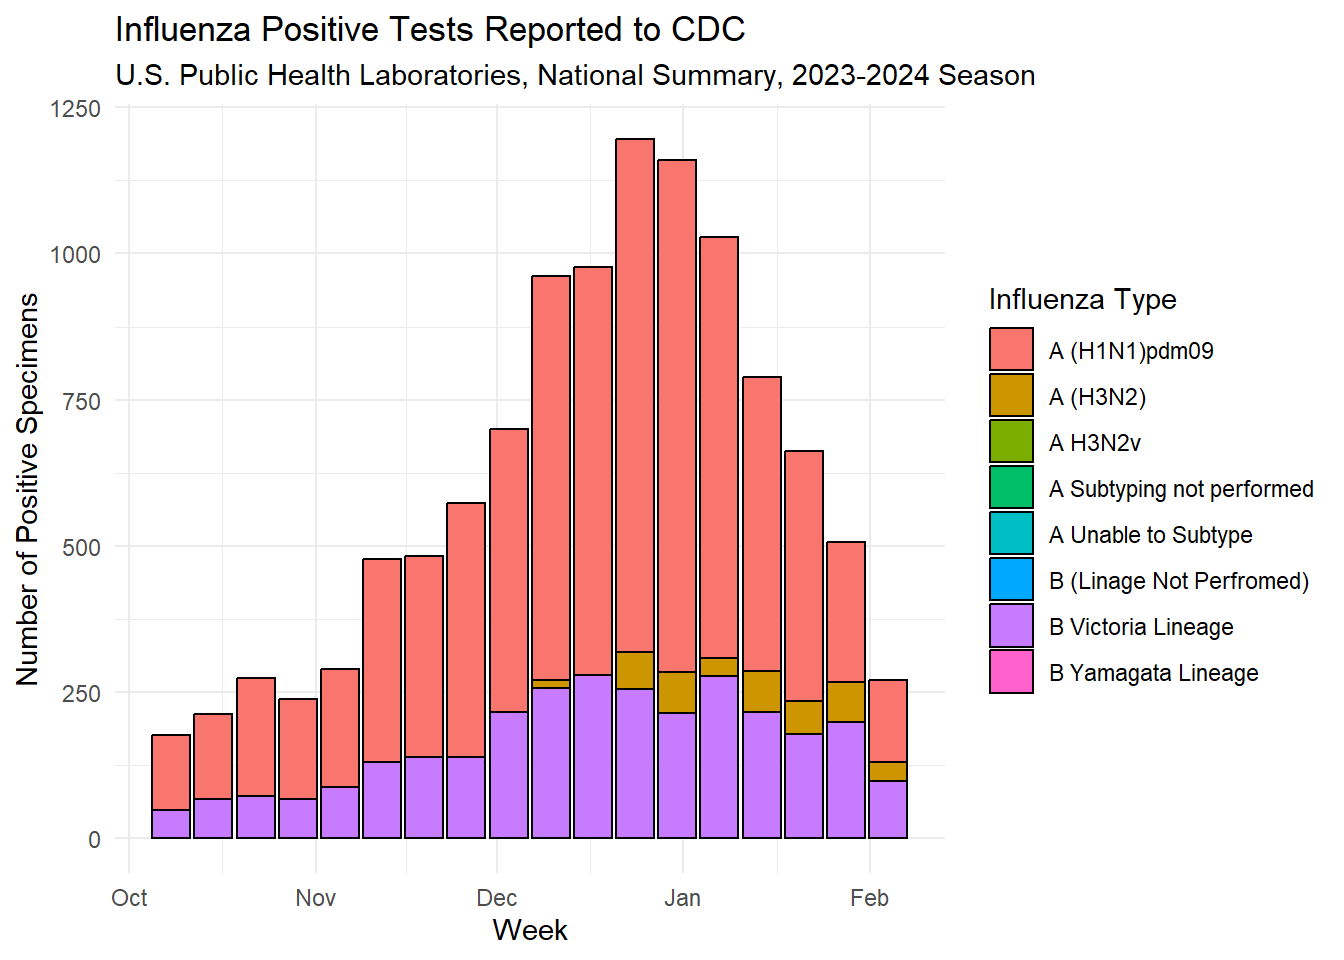 Influenza Positive Tests Reported to CDC
U.S. Public Health Laboratories, National Summary, 2023-2024 Season
1250
1000
750
500
250
0
Number of Positive Specimens
Oct Nov Dec Jan Feb
Week
Influenza Type
A (H1N1)pdm09
A (H3N2)
A H3N2v
A Subtyping not performed
A Unable to Subtype
B (Linage Not Perfromed)
B Victoria Lineage
B Yamagata Lineage